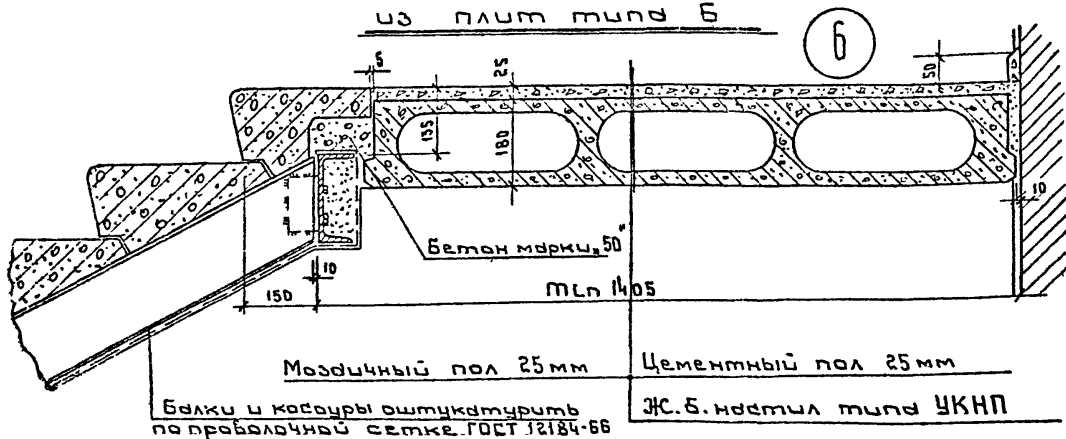 из плит типа Б
6
5
25
50
135
180
10
Бетон марки „50"
10
150
MLn 1405
Мозаичный пол 25мм
Цементный пол 25мм
Балки и косоуры оштукатурить
по проволочной сетке ГОСТ 12184-66
Ж.Б. настил типа УКНП